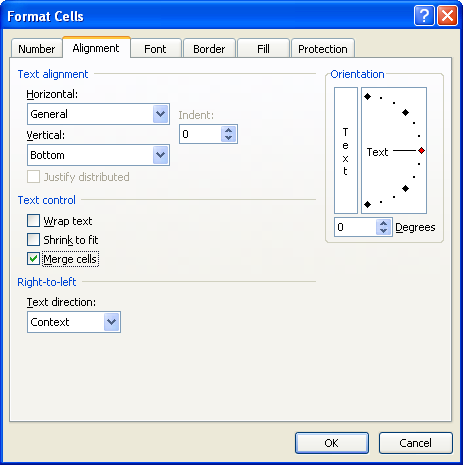 Format Cells
?
Number Alignment Font Border Fill Protection
Text alignment
Horizontal:
General
Indent:
0
Vertical:
Bottom
Justify distributed
Text control
Wrap text
Shrink to fit
Merge cells
Right-to-left
Text direction:
Context
Orientation
Text
Text
0 Degrees
OK Cancel